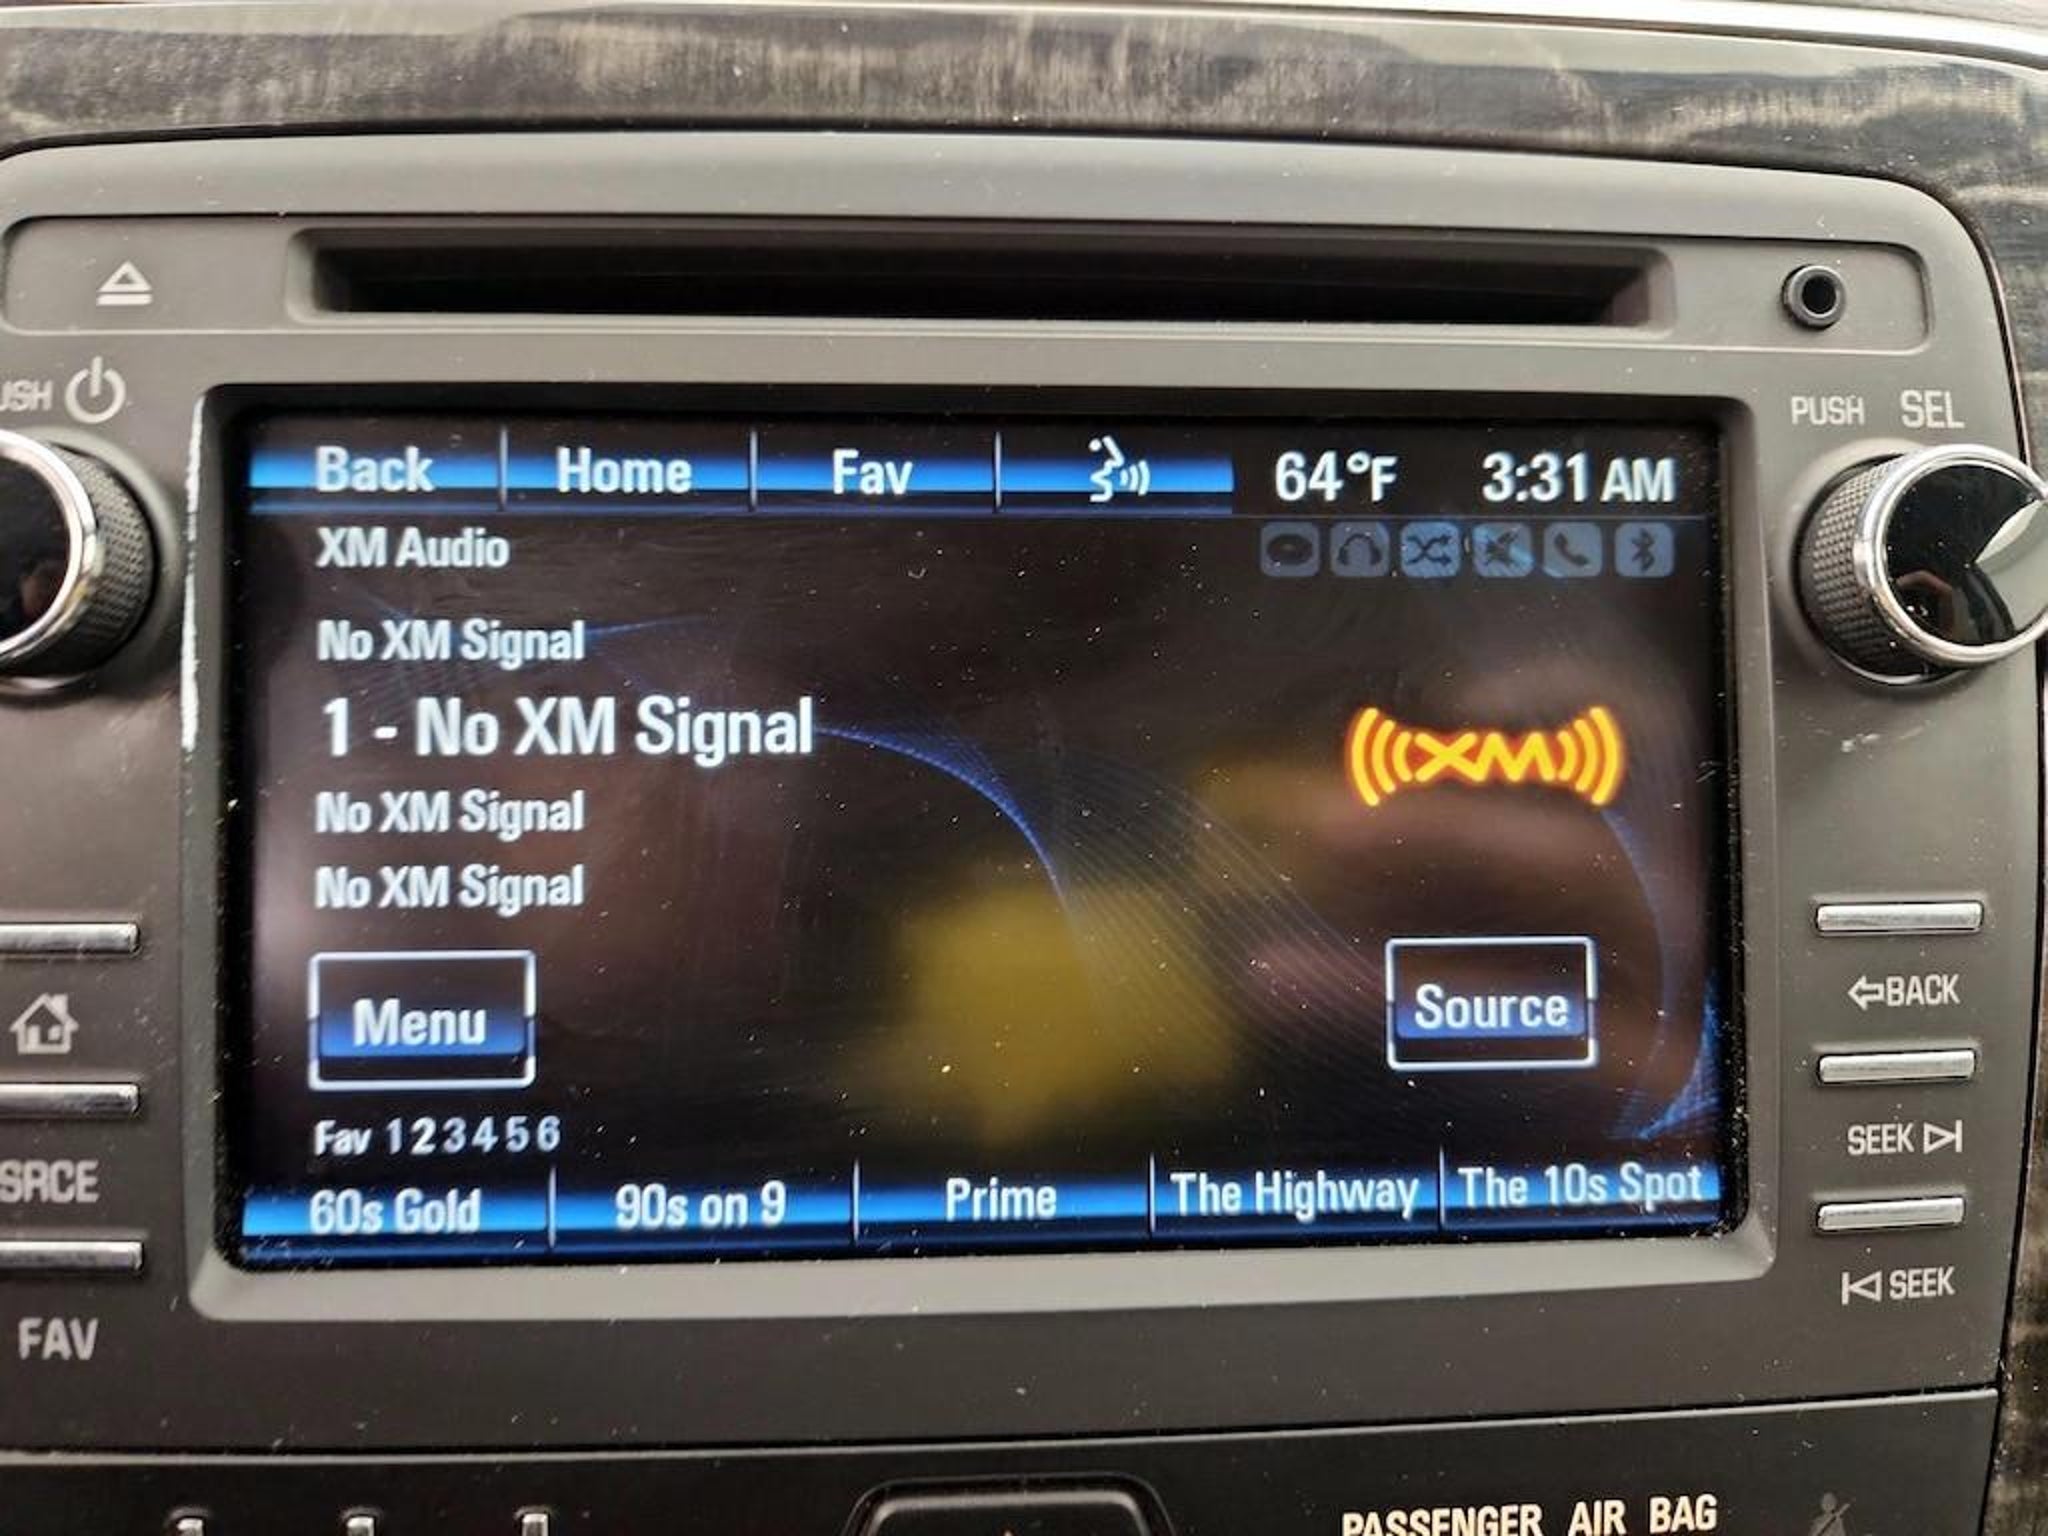 PUSH SEL
Back Home Fav 64°F 3:31 AM
XM Audio
No XM Signal
1 - No XM Signal
XM
No XM Signal
No XM Signal
BACK
Menu
Source
SEEK
Fav 1 2 3 4 5 6
SRCE
60s Gold 90s on 9 Prime The Highway The 10s Spot
SEEK
FAV
PASSENGER AIR BAG